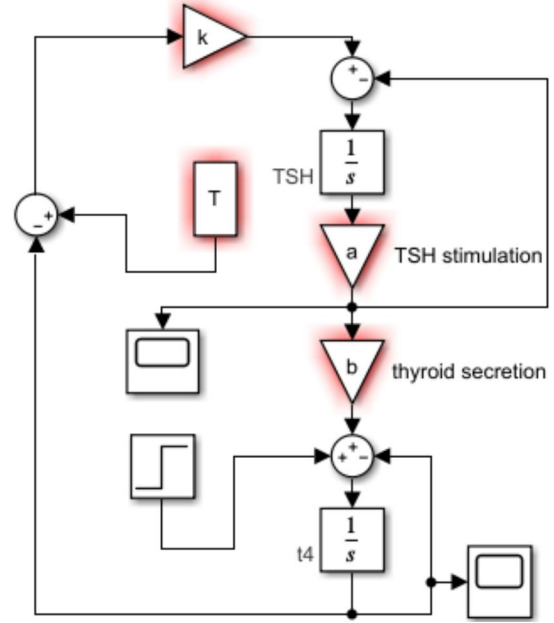 k
+
−
1
s
TSH
T
+
−
a
TSH stimulation
b
thyroid secretion
+
+
−
1
s
t4